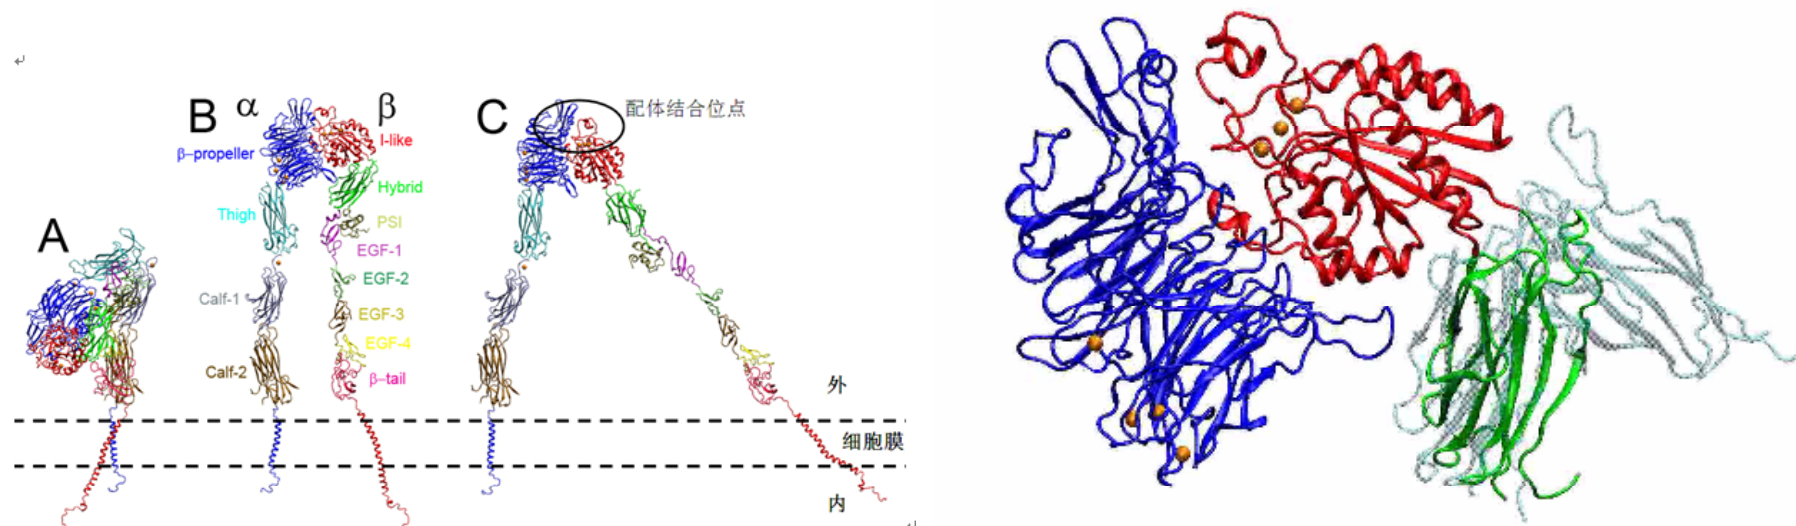 B
α
β
C
配体结合位点
β–propeller
I-like
Hybrid
Thigh
PSI
A
EGF-1
EGF-2
Calf-1
EGF-3
EGF-4
Calf-2
β–tail
外
细胞膜
内